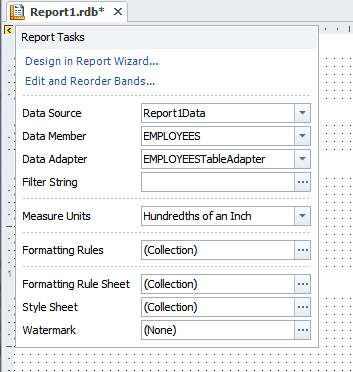 Report1.rdb*
Report Tasks
Design in Report Wizard...
Edit and Reorder Bands...
Data Source Report1Data
Data Member EMPLOYEES
Data Adapter EMPLOYEESTableAdapter
Filter String ...
Measure Units Hundredths of an Inch
Formatting Rules (Collection) ...
1
Formatting Rule Sheet (Collection) ...
Style Sheet (Collection) ...
Watermark (None) ...